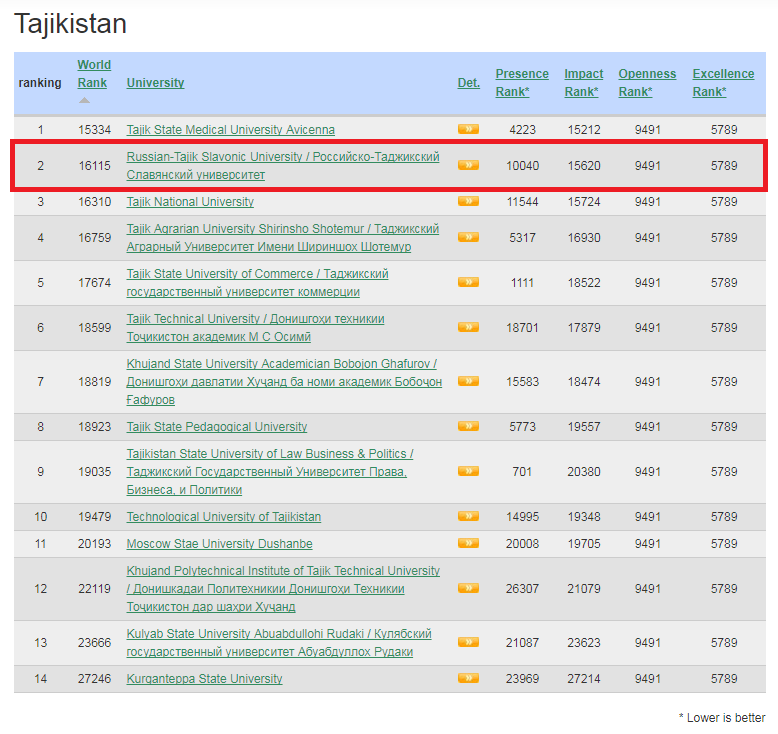 Tajikistan
ranking World Rank University Det. Presence Rank* Impact Rank* Openness Rank* Excellence Rank*
1 15334 Tajik State Medical University Avicenna 4223 15212 9491 5789
2 16115 Russian-Tajik Slavonic University / Российско-Таджикский
Славянский университет 10040 15620 9491 5789
3 16310 Tajik National University 11544 15724 9491 5789
4 16759 Tajik Agrarian University Shirinsho Shotemur / Таджикский
Аграрный Университет Имени Шириншох Шотемур 5317 16930 9491 5789
5 17674 Tajik State University of Commerce / Таджикский
государственный университет коммерции 1111 18522 9491 5789
6 18599 Tajik Technical University / Донишгоҳи техникии
Тоҷикистон академик М С Осимӣ 18701 17879 9491 5789
7 18819 Khujand State University Academician Bobojon Ghafurov /
Донишгоҳи давлатии Хуҷанд ба номи академик Бобоҷон
Ғафуров 15583 18474 9491 5789
8 18923 Tajik State Pedagogical University 5773 19557 9491 5789
9 19035 Tajikistan State University of Law Business & Politics /
Таджикский Государственный Университет Права,
Бизнеса, и Политики 701 20380 9491 5789
10 19479 Technological University of Tajikistan 14995 19348 9491 5789
11 20193 Moscow Stae University Dushanbe 20008 19705 9491 5789
12 22119 Khujand Polytechnical Institute of Tajik Technical University
/ Донишкадаи Политехникии Донишгоҳи Техникии
Тоҷикистон дар шаҳри Хуҷанд 26307 21079 9491 5789
13 23666 Kulyab State University Abuabdullohi Rudaki / Кулябский
государственный университет Абуабдуллох Рудаки 21087 23623 9491 5789
14 27246 Kurganteppa State University 23969 27214 9491 5789
* Lower is better